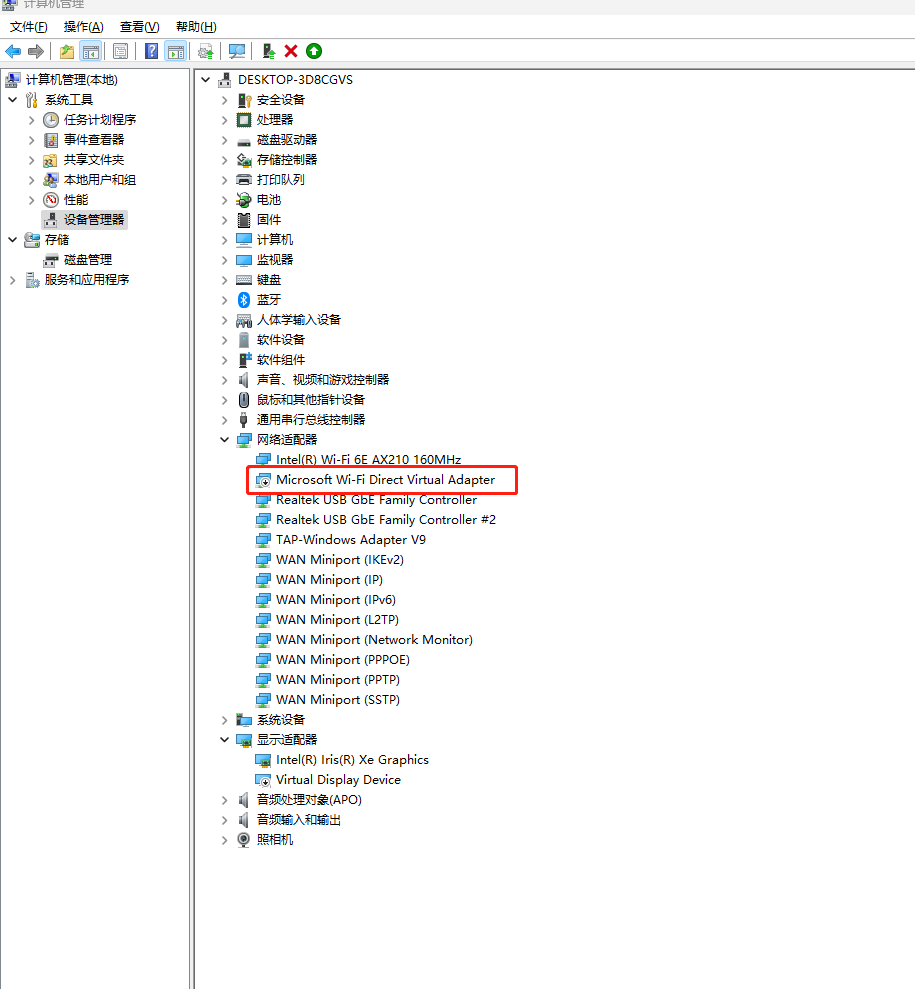 计算机管理
文件(F) 操作(A) 查看(V) 帮助(H)
计算机管理(本地)
系统工具
任务计划程序
事件查看器
共享文件夹
本地用户和组
性能
设备管理器
存储
磁盘管理
服务和应用程序
DESKTOP-3D8CGVS
安全设备
处理器
磁盘驱动器
存储控制器
打印队列
电池
固件
计算机
监视器
键盘
蓝牙
人体学输入设备
软件设备
软件组件
声音、视频和游戏控制器
鼠标和其他指针设备
通用串行总线控制器
网络适配器
Intel(R) Wi-Fi 6E AX210 160MHz
Microsoft Wi-Fi Direct Virtual Adapter
Realtek USB GbE Family Controller
Realtek USB GbE Family Controller #2
TAP-Windows Adapter V9
WAN Miniport (IKEv2)
WAN Miniport (IP)
WAN Miniport (IPv6)
WAN Miniport (L2TP)
WAN Miniport (Network Monitor)
WAN Miniport (PPPOE)
WAN Miniport (PPTP)
WAN Miniport (SSTP)
系统设备
显示适配器
Intel(R) Iris(R) Xe Graphics
Virtual Display Device
音频处理对象(APO)
音频输入和输出
照相机